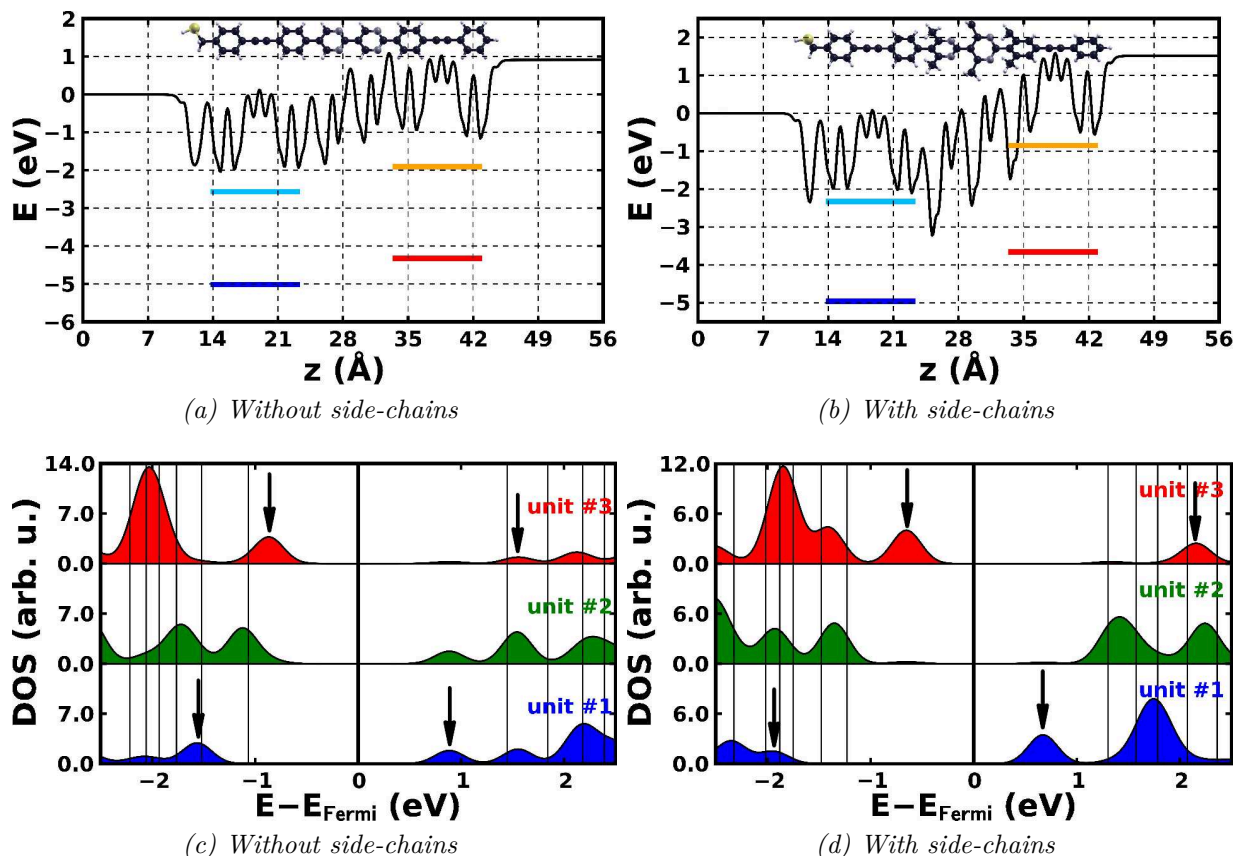 2
1
0
−1
−2
−3
−4
−5
−6
E (eV)
0 7 14 21 28 35 42 49 56
z (Å)
(a) Without side-chains
2
1
0
−1
−2
−3
−4
−5
E (eV)
0 7 14 21 28 35 42 49 56
z (Å)
(b) With side-chains
14.0
7.0
0.0
7.0
0.0
7.0
0.0
DOS (arb. u.)
unit #3
unit #2
unit #1
−2 −1 0 1 2
E−E_Fermi (eV)
(c) Without side-chains
12.0
6.0
0.0
6.0
0.0
6.0
0.0
DOS (arb. u.)
unit #3
unit #2
unit #1
−2 −1 0 1 2
E−E_Fermi (eV)
(d) With side-chains